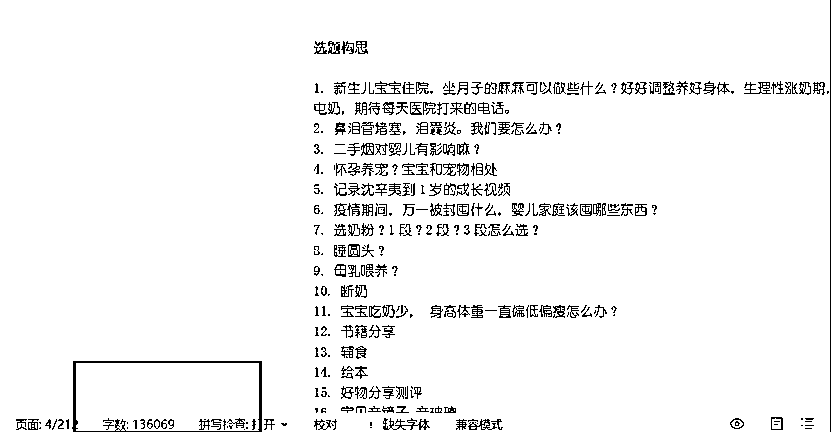 选题构思
1. 新生儿宝宝住院，坐月子的麻麻可以做些什么？好好调整养好身体，生理性涨奶期，
屯奶，期待每天医院打来的电话。
2. 鼻泪管堵塞，泪囊炎。我们要怎么办？
3. 二手烟对婴儿有影响嘛？
4. 怀孕养宠？宝宝和宠物相处
5. 记录沈辛夷到 1 岁的成长视频
6. 疫情期间，万一被封囤什么，婴儿家庭该囤哪些东西？
7. 选奶粉？1 段？2 段？3 段怎么选？
8. 睡圆头？
9. 母乳喂养？
10. 断奶
11. 宝宝吃奶少， 身高体重一直偏低偏瘦怎么办？
12. 书籍分享
13. 辅食
14. 绘本
15. 好物分享测评
16. 宝贝
页面: 4/212 字数: 136069 拼写检查: 打开 校对 ! 缺失字体 兼容模式